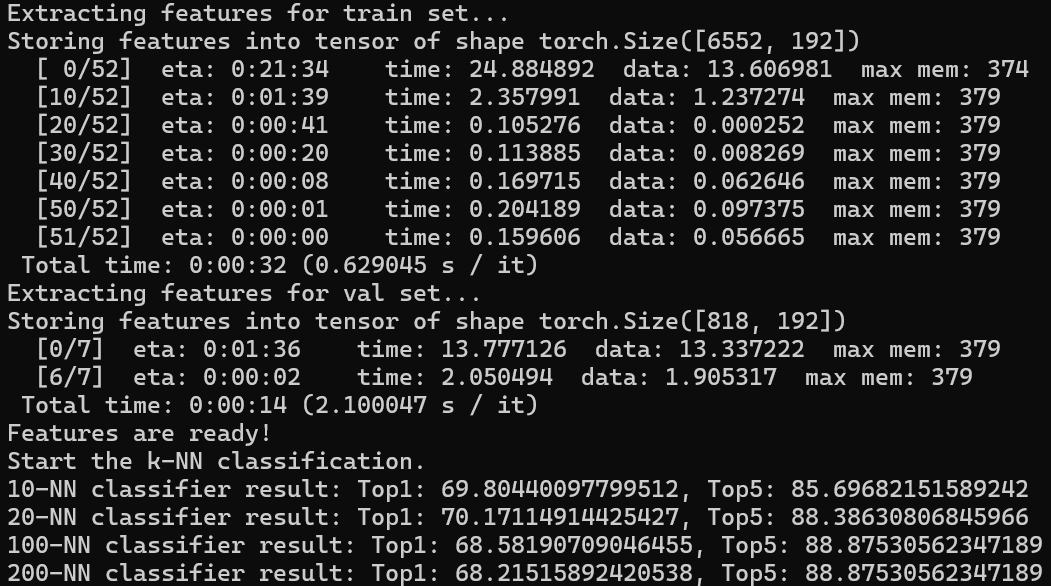 Extracting features for train set...
Storing features into tensor of shape torch.Size([6552, 192])
[ 0/52]  eta: 0:21:34    time: 24.884892  data: 13.606981  max mem: 374
[10/52]  eta: 0:01:39    time: 2.357991  data: 1.237274  max mem: 379
[20/52]  eta: 0:00:41    time: 0.105276  data: 0.000252  max mem: 379
[30/52]  eta: 0:00:20    time: 0.113885  data: 0.008269  max mem: 379
[40/52]  eta: 0:00:08    time: 0.169715  data: 0.062646  max mem: 379
[50/52]  eta: 0:00:01    time: 0.204189  data: 0.097375  max mem: 379
[51/52]  eta: 0:00:00    time: 0.159606  data: 0.056665  max mem: 379
Total time: 0:00:32 (0.629045 s / it)
Extracting features for val set...
Storing features into tensor of shape torch.Size([818, 192])
[0/7]  eta: 0:01:36    time: 13.777126  data: 13.337222  max mem: 379
[6/7]  eta: 0:00:02    time: 2.050494  data: 1.905317  max mem: 379
Total time: 0:00:14 (2.100047 s / it)
Features are ready!
Start the k-NN classification.
10-NN classifier result: Top1: 69.80440097799512, Top5: 85.69682151589242
20-NN classifier result: Top1: 70.17114914425427, Top5: 88.38630806845966
100-NN classifier result: Top1: 68.58190709046455, Top5: 88.87530562347189
200-NN classifier result: Top1: 68.21515892420538, Top5: 88.87530562347189